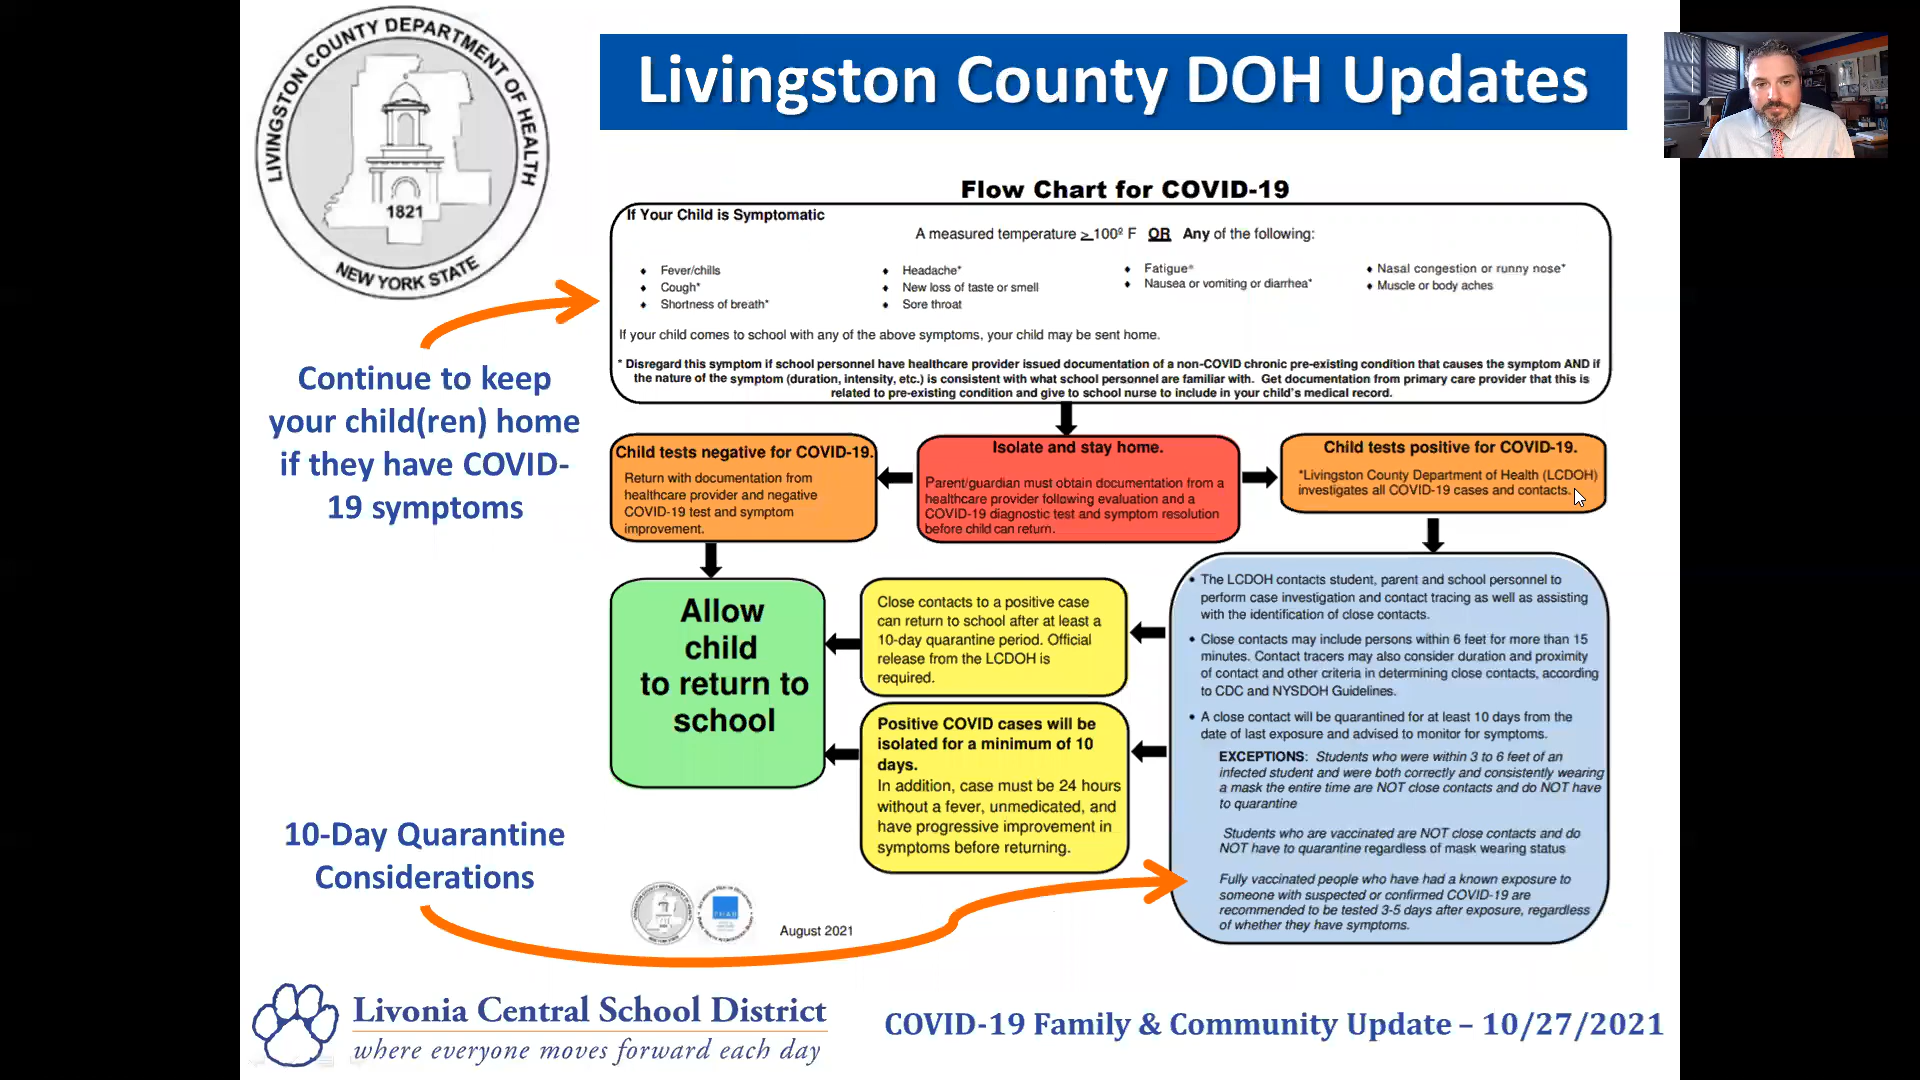 LIVINGSTON COUNTY DEPARTMENT OF HEALTH
1821
NEW YORK STATE
Livingston County DOH Updates
Flow Chart for COVID-19
If Your Child is Symptomatic
A measured temperature ≥ 100º F OR Any of the following:
♦ Fever/chills
♦ Cough*
♦ Shortness of breath*
♦ Headache*
♦ New loss of taste or smell
♦ Sore throat
♦ Fatigue*
♦ Nausea or vomiting or diarrhea*
♦ Nasal congestion or runny nose*
♦ Muscle or body aches
If your child comes to school with any of the above symptoms, your child may be sent home.
* Disregard this symptom if school personnel have healthcare provider issued documentation of a non-COVID chronic pre-existing condition that causes the symptom AND if
the nature of the symptom (duration, intensity, etc.) is consistent with what school personnel are familiar with. Get documentation from primary care provider that this is
related to pre-existing condition and give to school nurse to include in your child's medical record.
Continue to keep
your child(ren) home
if they have COVID-
19 symptoms
Child tests negative for COVID-19.
Return with documentation from
healthcare provider and negative
COVID-19 test and symptom
improvement.
Isolate and stay home.
Parent/guardian must obtain documentation from a
healthcare provider following evaluation and a
COVID-19 diagnostic test and symptom resolution
before child can return.
Child tests positive for COVID-19.
*Livingston County Department of Health (LCDOH)
investigates all COVID-19 cases and contacts.
Allow
child
to return to
school
Close contacts to a positive case
can return to school after at least a
10-day quarantine period. Official
release from the LCDOH is
required.
Positive COVID cases will be
isolated for a minimum of 10
days.
In addition, case must be 24 hours
without a fever, unmedicated, and
have progressive improvement in
symptoms before returning.
• The LCDOH contacts student, parent and school personnel to
perform case investigation and contact tracing as well as assisting
with the identification of close contacts.
• Close contacts may include persons within 6 feet for more than 15
minutes. Contact tracers may also consider duration and proximity
of contact and other criteria in determining close contacts, according
to CDC and NYSDOH Guidelines.
• A close contact will be quarantined for at least 10 days from the
date of last exposure and advised to monitor for symptoms.
EXCEPTIONS: Students who were within 3 to 6 feet of an
infected student and were both correctly and consistently wearing
a mask the entire time are NOT close contacts and do NOT have
to quarantine
Students who are vaccinated are NOT close contacts and do
NOT have to quarantine regardless of mask wearing status
Fully vaccinated people who have had a known exposure to
someone with suspected or confirmed COVID-19 are
recommended to be tested 3-5 days after exposure, regardless
of whether they have symptoms.
10-Day Quarantine
Considerations
August 2021
Livonia Central School District
where everyone moves forward each day
COVID-19 Family & Community Update – 10/27/2021